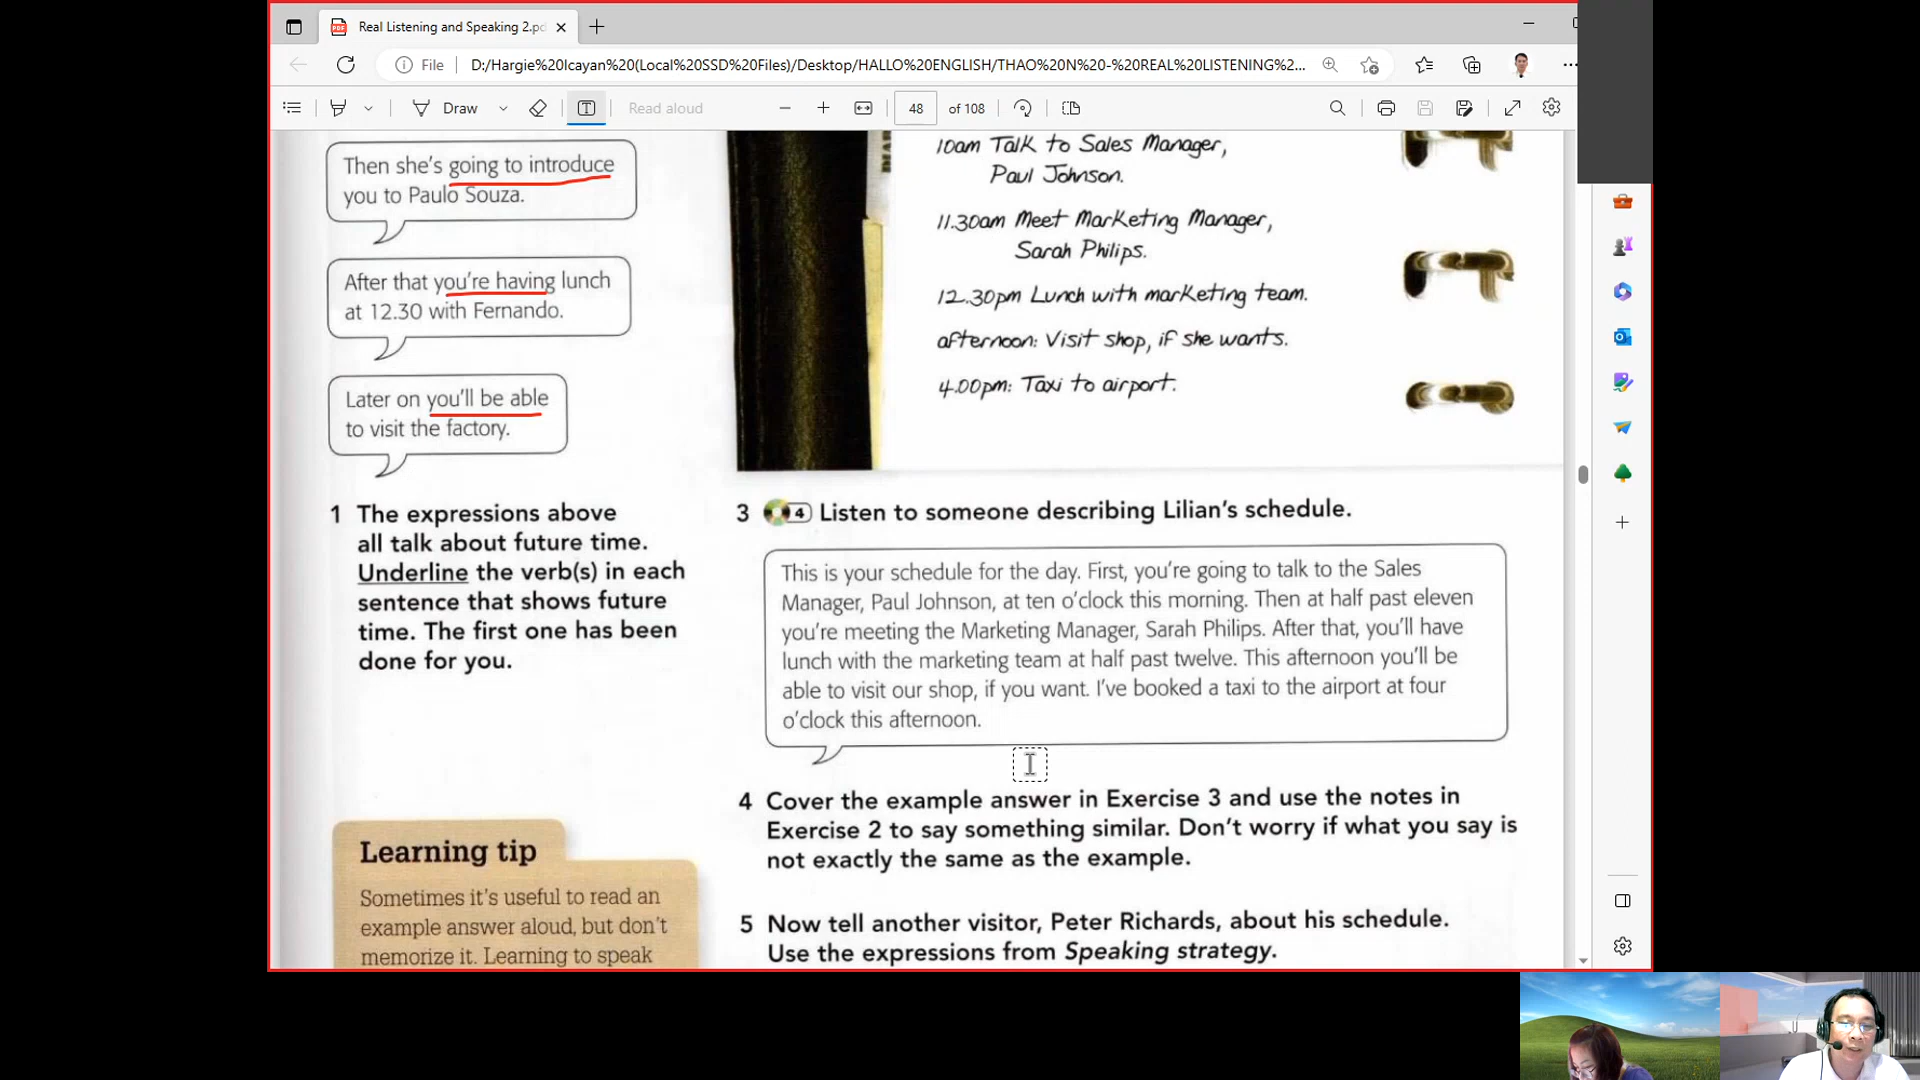 Real Listening and Speaking 2.pd
File
D:/Hargie%20Icayan%20(Local%20SSD%20Files)/Desktop/HALLO%20ENGLISH/THAO%20N%20-%20REAL%20LISTENING%2...
Draw
Read aloud
48
of 108
Then she's going to introduce
you to Paulo Souza.
After that you're having lunch
at 12.30 with Fernando.
Later on you'll be able
to visit the factory.
1 The expressions above
all talk about future time.
Underline the verb(s) in each
sentence that shows future
time. The first one has been
done for you.
Learning tip
Sometimes it's useful to read an
example answer aloud, but don't
memorize it. Learning to speak
10am Talk to Sales Manager,
Paul Johnson.
11.30am Meet Marketing Manager,
Sarah Philips.
12.30pm Lunch with marketing team.
afternoon: Visit shop, if she wants.
4.00pm: Taxi to airport.
3 4 Listen to someone describing Lilian's schedule.
This is your schedule for the day. First, you're going to talk to the Sales
Manager, Paul Johnson, at ten o'clock this morning. Then at half past eleven
you're meeting the Marketing Manager, Sarah Philips. After that, you'll have
lunch with the marketing team at half past twelve. This afternoon you'll be
able to visit our shop, if you want. I've booked a taxi to the airport at four
o'clock this afternoon.
4 Cover the example answer in Exercise 3 and use the notes in
Exercise 2 to say something similar. Don't worry if what you say is
not exactly the same as the example.
5 Now tell another visitor, Peter Richards, about his schedule.
Use the expressions from Speaking strategy.